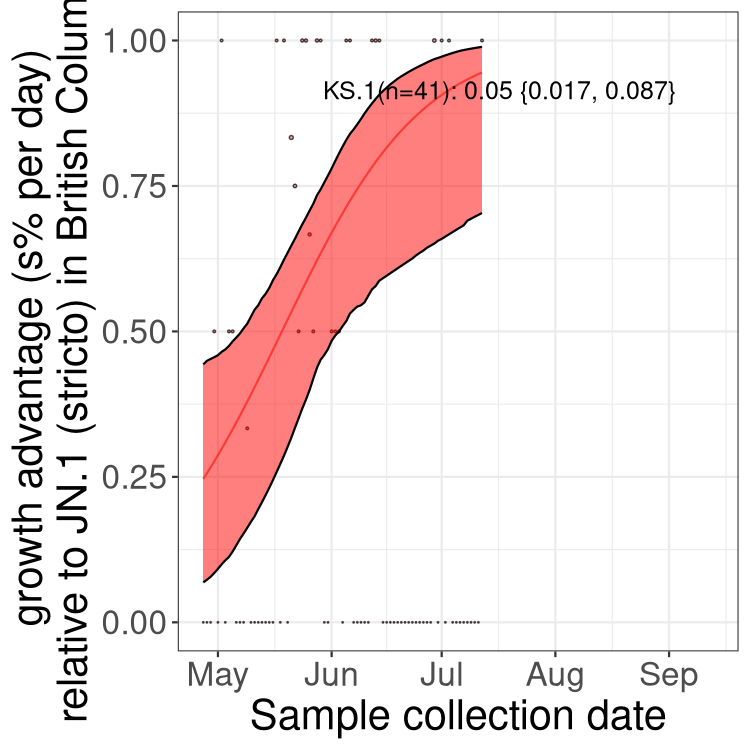 growth advantage (s% per day)
relative to JN.1 (stricto) in British Colum
1.00
0.75
0.50
0.25
0.00
KS.1(n=41): 0.05 {0.017, 0.087}
May Jun Jul Aug Sep
Sample collection date